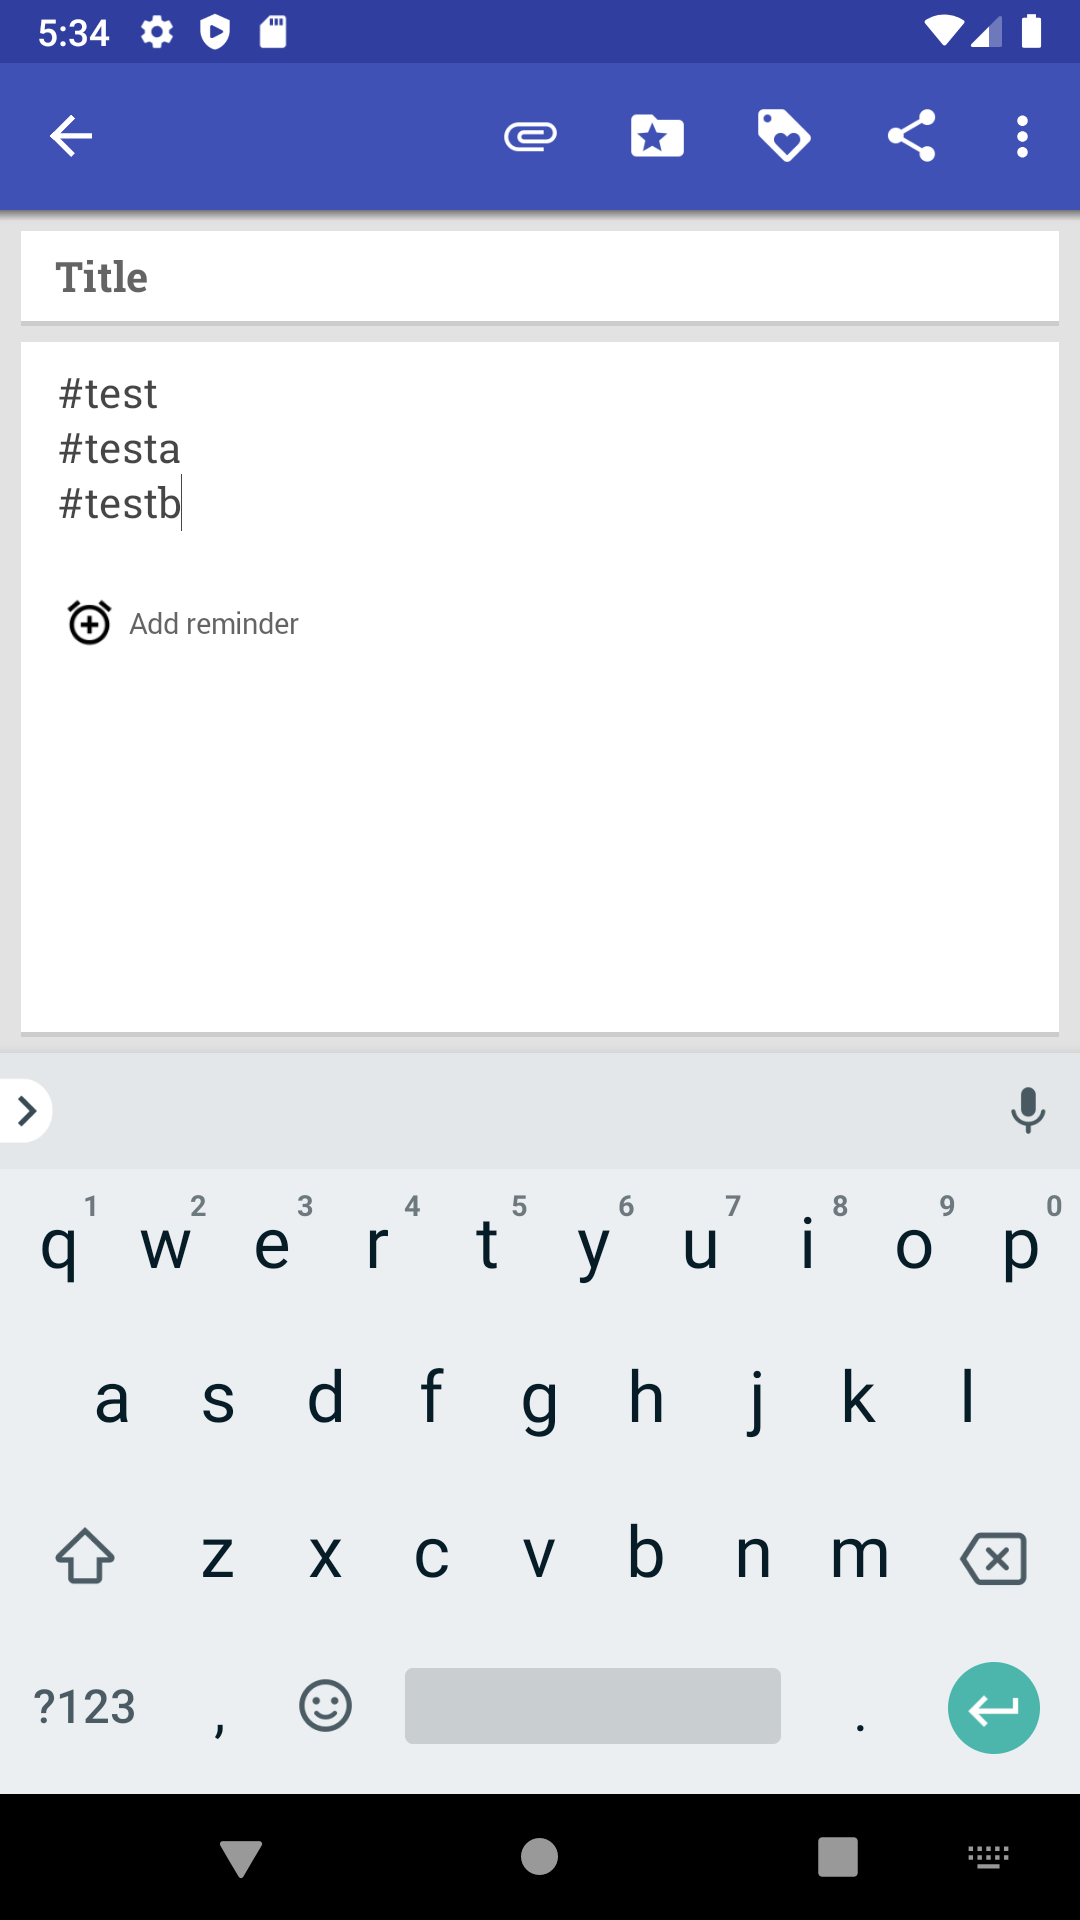 5:34
Title
#test
#testa
#testb
Add reminder
1 2 3 4 5 6 7 8 9 0
q w e r t y u i o p
a s d f g h j k l
z x c v b n m
?123 , .